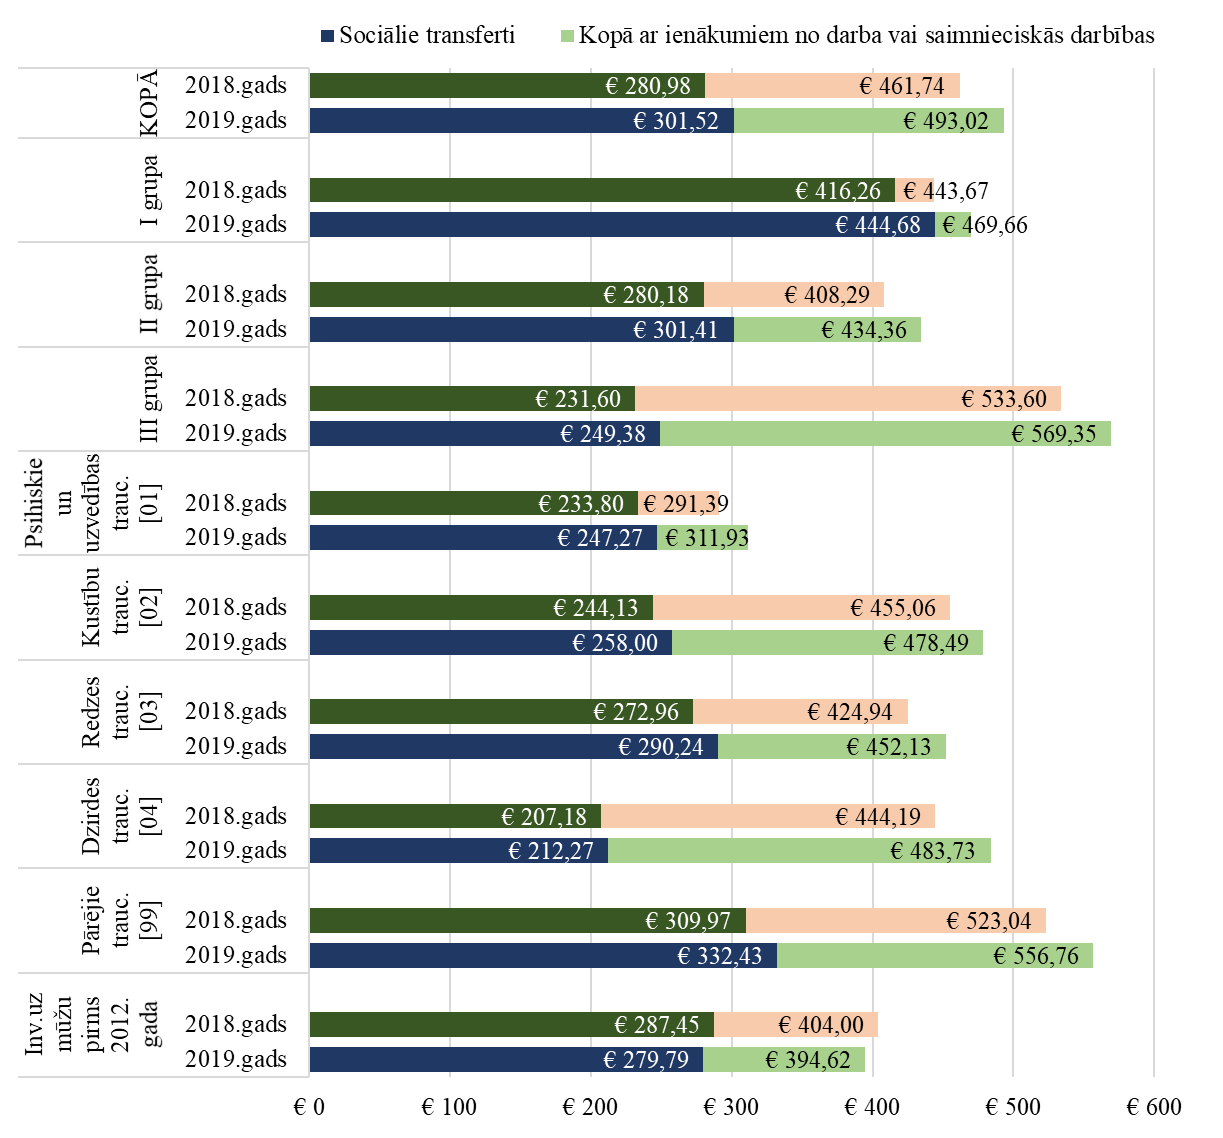 Sociālie transferti
Kopā ar ienākumiem no darba vai saimnieciskās darbības
KOPĀ
2018.gads
€ 280,98
€ 461,74
2019.gads
€ 301,52
€ 493,02
I grupa
2018.gads
€ 416,26
€ 443,67
2019.gads
€ 444,68
€ 469,66
II grupa
2018.gads
€ 280,18
€ 408,29
2019.gads
€ 301,41
€ 434,36
III grupa
2018.gads
€ 231,60
€ 533,60
2019.gads
€ 249,38
€ 569,35
Psihiskie
un
uzvedības
trauc.
[01]
2018.gads
€ 233,80
€ 291,39
2019.gads
€ 247,27
€ 311,93
Kustību
trauc.
[02]
2018.gads
€ 244,13
€ 455,06
2019.gads
€ 258,00
€ 478,49
Redzes
trauc.
[03]
2018.gads
€ 272,96
€ 424,94
2019.gads
€ 290,24
€ 452,13
Dzirdes
trauc.
[04]
2018.gads
€ 207,18
€ 444,19
2019.gads
€ 212,27
€ 483,73
Pārējie
trauc.
[99]
2018.gads
€ 309,97
€ 523,04
2019.gads
€ 332,43
€ 556,76
Inv.uz
mūžu
pirms
2012.
gada
2018.gads
€ 287,45
€ 404,00
2019.gads
€ 279,79
€ 394,62
€ 0
€ 100
€ 200
€ 300
€ 400
€ 500
€ 600